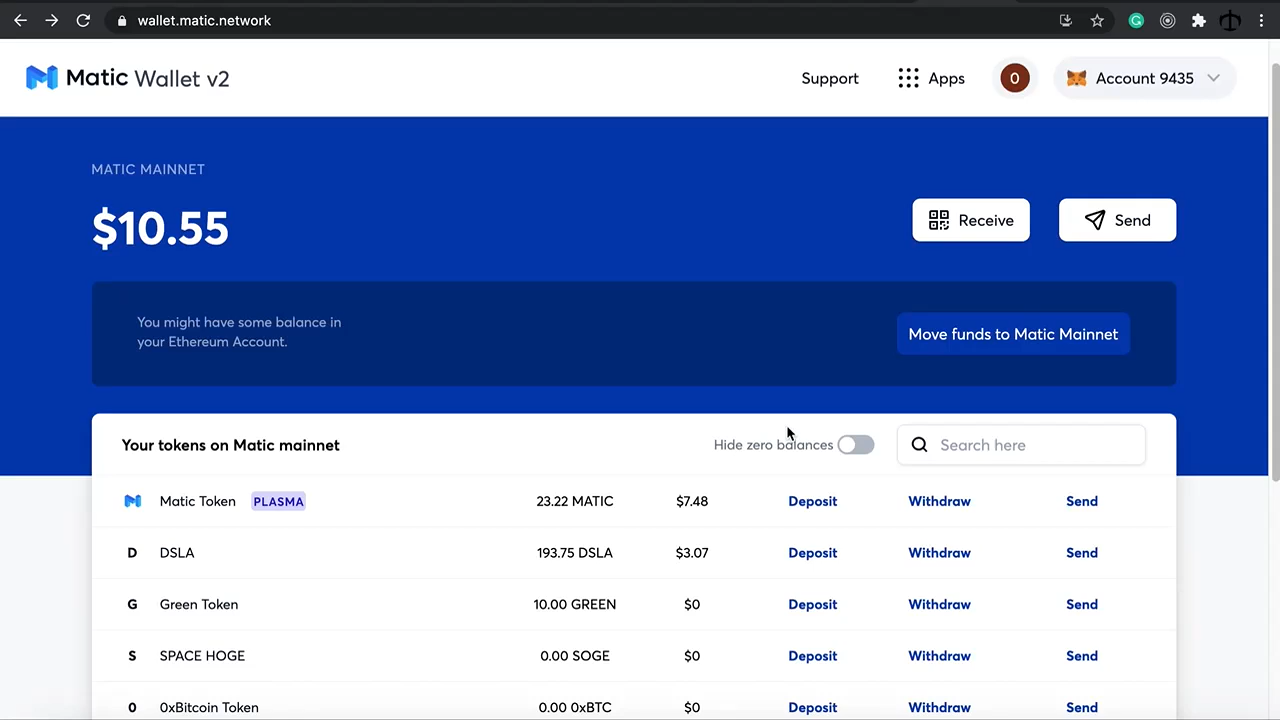 wallet.matic.network
Matic Wallet v2
Support
Apps
0
Account 9435
MATIC MAINNET
$10.55
Receive
Send
You might have some balance in
your Ethereum Account.
Move funds to Matic Mainnet
Your tokens on Matic mainnet
Hide zero balances
Search here
Matic Token PLASMA 23.22 MATIC $7.48 Deposit Withdraw Send
D DSLA 193.75 DSLA $3.07 Deposit Withdraw Send
G Green Token 10.00 GREEN $0 Deposit Withdraw Send
S SPACE HOGE 0.00 SOGE $0 Deposit Withdraw Send
0 0xBitcoin Token 0.00 0xBTC $0 Deposit Withdraw Send